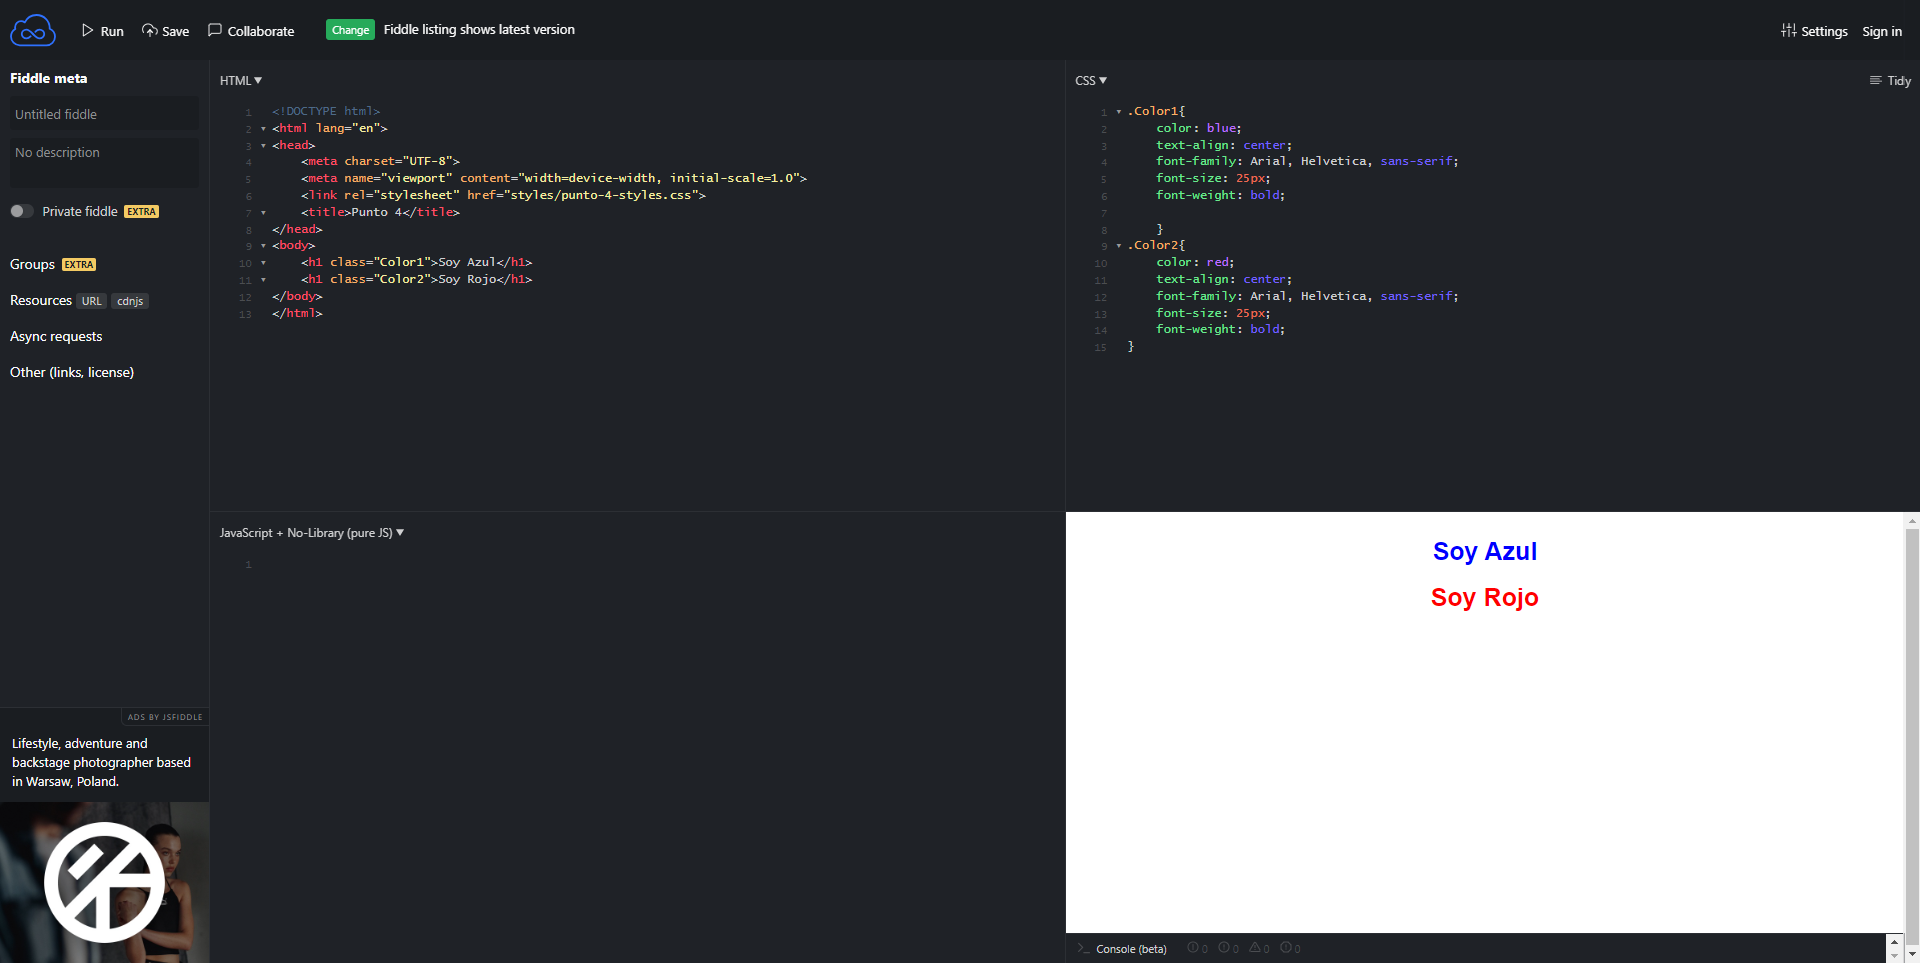 Run Save Collaborate Change Fiddle listing shows latest version Settings Sign in
Fiddle meta
Untitled fiddle
No description
Private fiddle EXTRA
Groups EXTRA
Resources URL cdnjs
Async requests
Other (links, license)
ADS BY JSFIDDLE
Lifestyle, adventure and
backstage photographer based
in Warsaw, Poland.
HTML
1 <!DOCTYPE html>
2 <html lang="en">
3 <head>
4 <meta charset="UTF-8">
5 <meta name="viewport" content="width=device-width, initial-scale=1.0">
6 <link rel="stylesheet" href="styles/punto-4-styles.css">
7 <title>Punto 4</title>
8 </head>
9 <body>
10 <h1 class="Color1">Soy Azul</h1>
11 <h1 class="Color2">Soy Rojo</h1>
12 </body>
13 </html>
CSS Tidy
1 .Color1{
2 color: blue;
3 text-align: center;
4 font-family: Arial, Helvetica, sans-serif;
5 font-size: 25px;
6 font-weight: bold;
7
8 }
9 .Color2{
10 color: red;
11 text-align: center;
12 font-family: Arial, Helvetica, sans-serif;
13 font-size: 25px;
14 font-weight: bold;
15 }
JavaScript + No-Library (pure JS)
1
Soy Azul
Soy Rojo
>_ Console (beta) 0 0 0 0